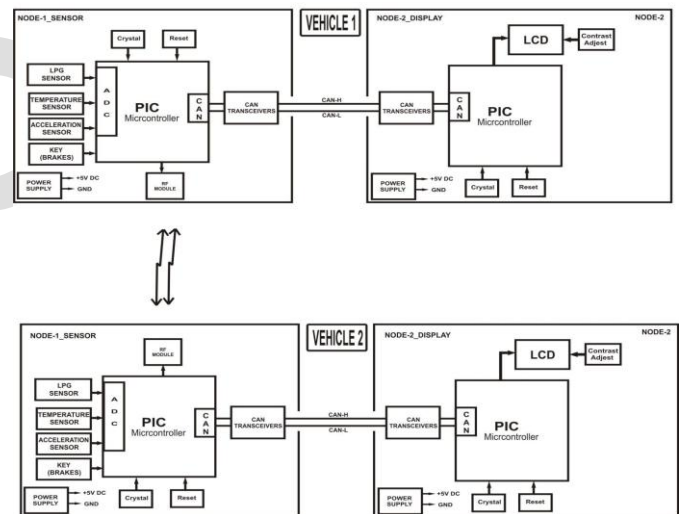 NODE-1_SENSOR
VEHICLE 1
NODE-2_DISPLAY
NODE-2
Crystal
Reset
LCD
Contrast
Adjest
LPG
SENSOR
TEMPERATURE
SENSOR
ACCELERATION
SENSOR
KEY
(BRAKES)
A
D
C
PIC
Micrcontroller
C
A
N
CAN
TRANSCEIVERS
CAN-H
CAN-L
CAN
TRANSCEIVERS
C
A
N
PIC
Micrcontroller
POWER
SUPPLY
+5V DC
GND
RF
MODULE
POWER
SUPPLY
+5V DC
GND
Crystal
Reset
NODE-1_SENSOR
VEHICLE 2
NODE-2_DISPLAY
NODE-2
RF
MODULE
LCD
Contrast
Adjest
LPG
SENSOR
TEMPERATURE
SENSOR
ACCELERATION
SENSOR
KEY
(BRAKES)
A
D
C
PIC
Micrcontroller
C
A
N
CAN
TRANSCEIVERS
CAN-H
CAN-L
CAN
TRANSCEIVERS
C
A
N
PIC
Micrcontroller
POWER
SUPPLY
+5V DC
GND
Crystal
Reset
POWER
SUPPLY
+5V DC
GND
Crystal
Reset